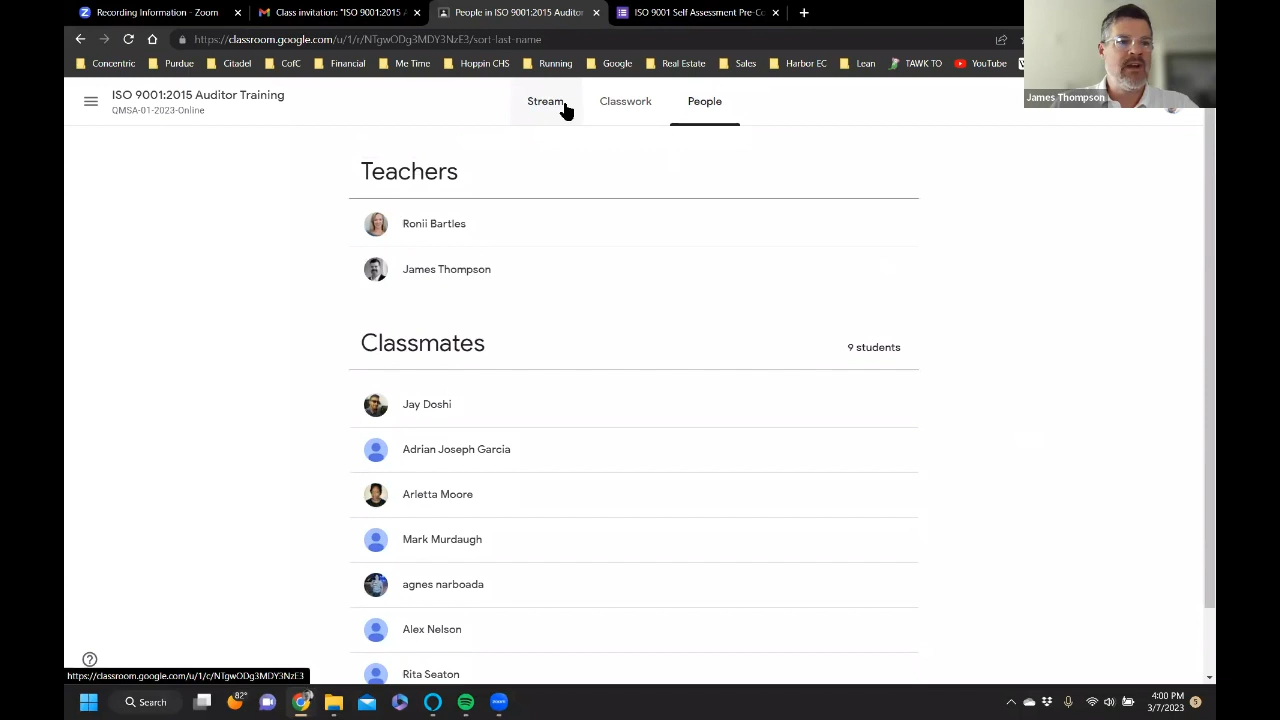 Recording Information - Zoom
Class invitation: "ISO 9001:2015 A
People in ISO 9001:2015 Auditor
ISO 9001 Self Assessment Pre-Co
https://classroom.google.com/u/1/r/NTgwODg3MDY3NzE3/sort-last-name
Concentric
Purdue
Citadel
CofC
Financial
Me Time
Hoppin CHS
Running
Google
Real Estate
Sales
Harbor EC
Lean
TAWK TO
YouTube
James Thompson
ISO 9001:2015 Auditor Training
QMSA-01-2023-Online
Stream
Classwork
People
Teachers
Ronii Bartles
James Thompson
Classmates
9 students
Jay Doshi
Adrian Joseph Garcia
Arletta Moore
Mark Murdaugh
agnes narboada
Alex Nelson
Rita Seaton
https://classroom.google.com/u/1/c/NTgwODg3MDY3NzE3
Search
82°
zoom
4:00 PM
3/7/2023
5